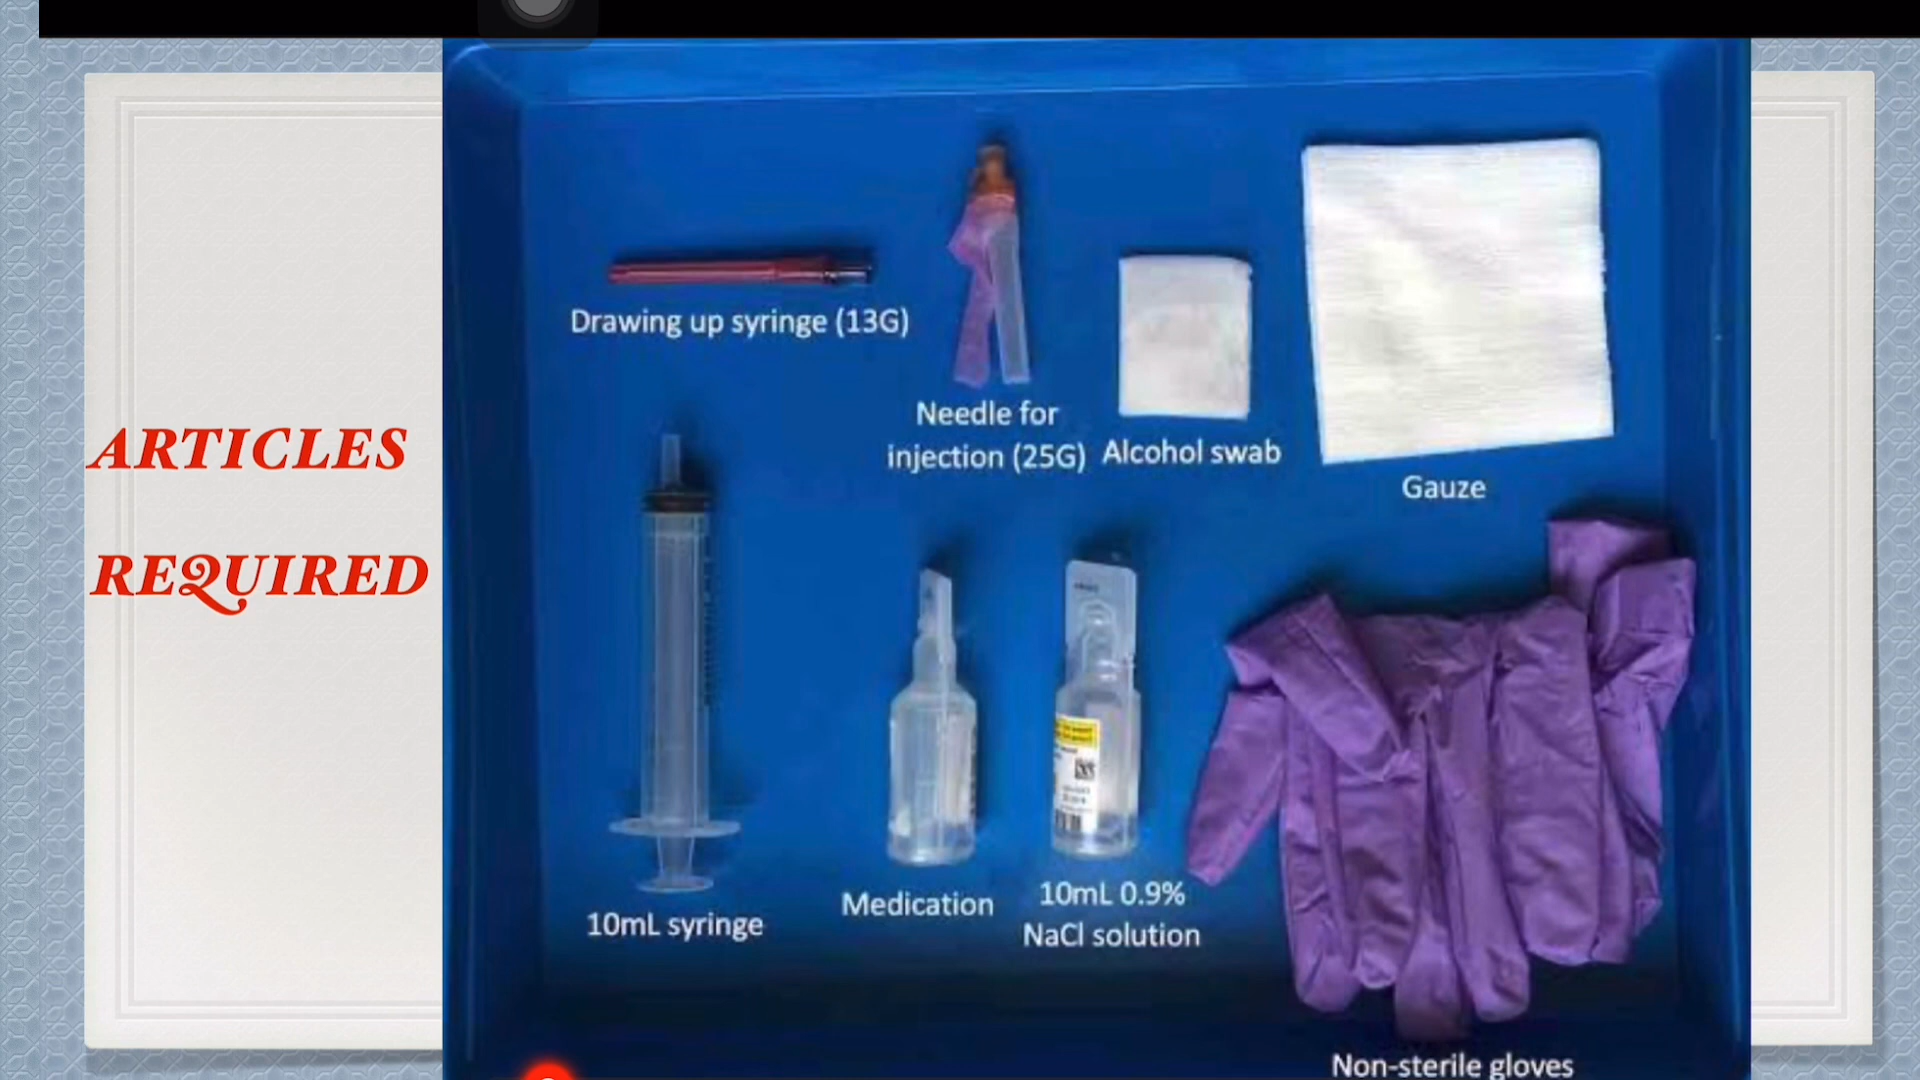 ARTICLES
REQUIRED
Drawing up syringe (13G)
Needle for
injection (25G)
Alcohol swab
Gauze
10mL syringe
Medication
10mL 0.9%
NaCl solution
Non-sterile gloves